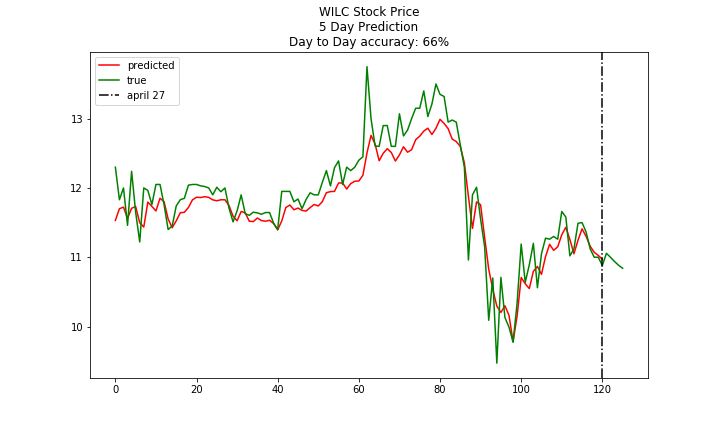 WILC Stock Price
5 Day Prediction
Day to Day accuracy: 66%
predicted
true
april 27
13
12
11
10
0 20 40 60 80 100 120